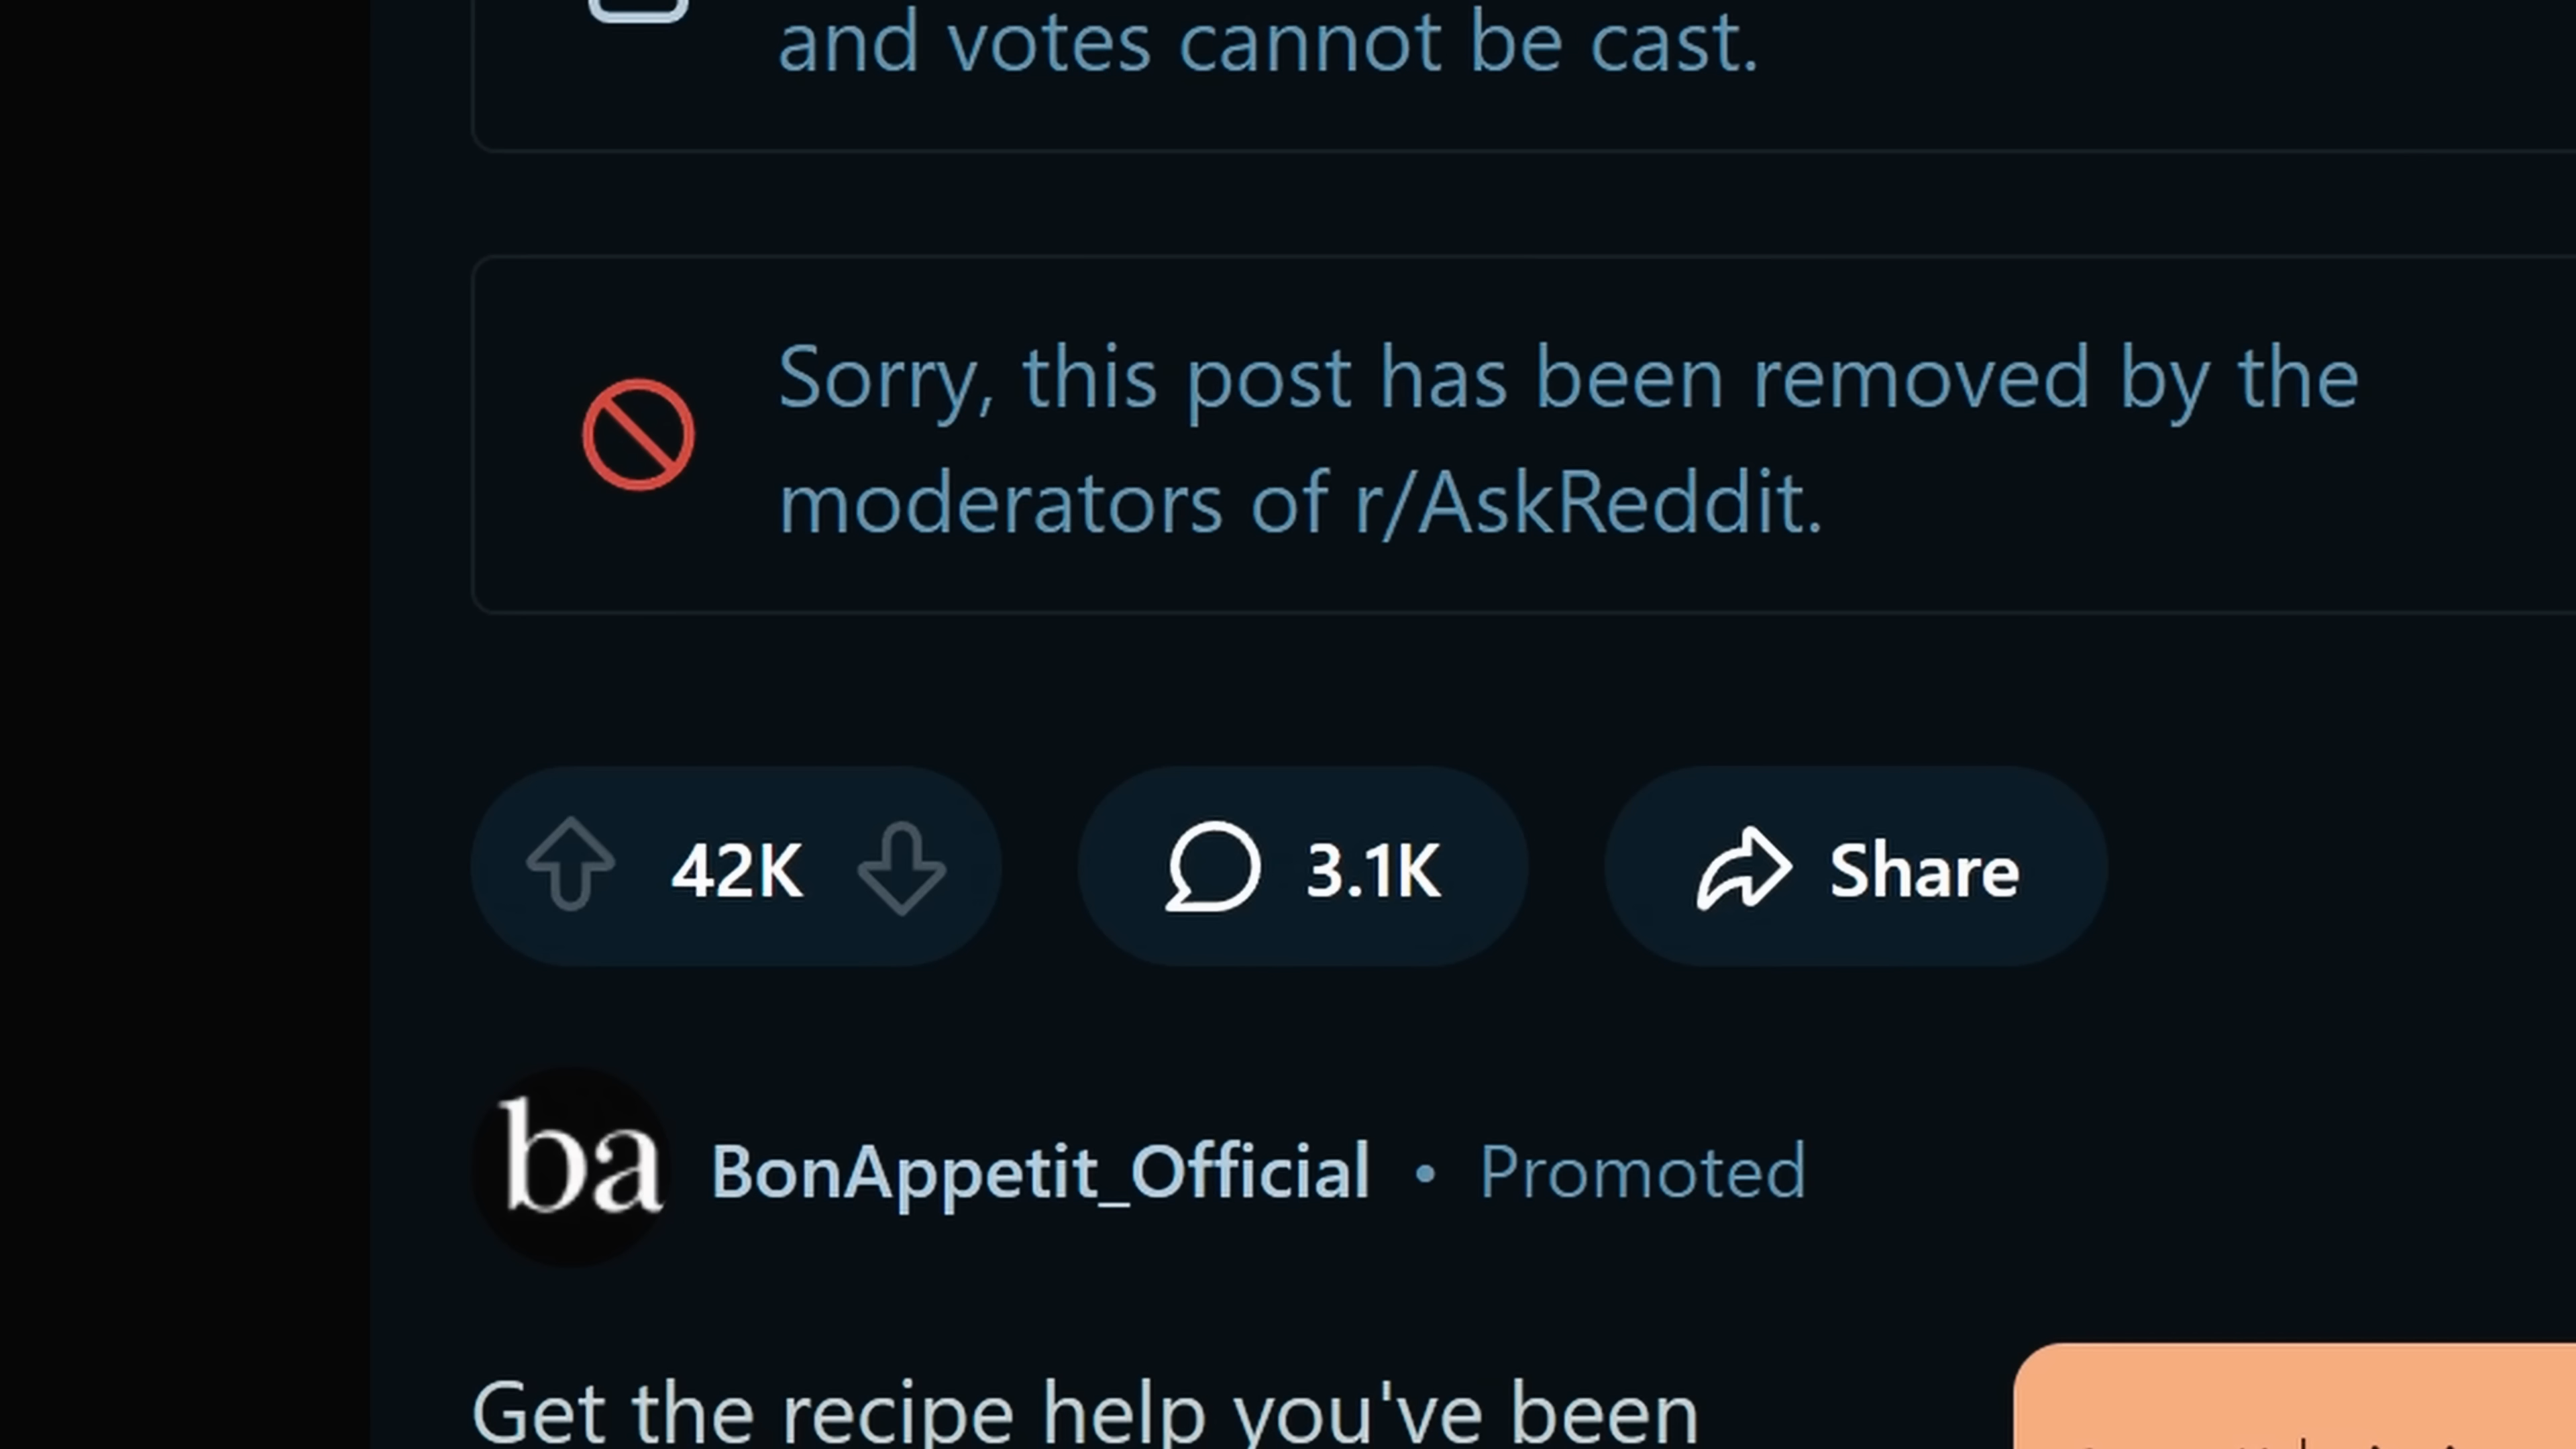 and votes cannot be cast.
Sorry, this post has been removed by the
moderators of r/AskReddit.
42K
3.1K
Share
ba
BonAppetit_Official • Promoted
Get the recipe help you've been